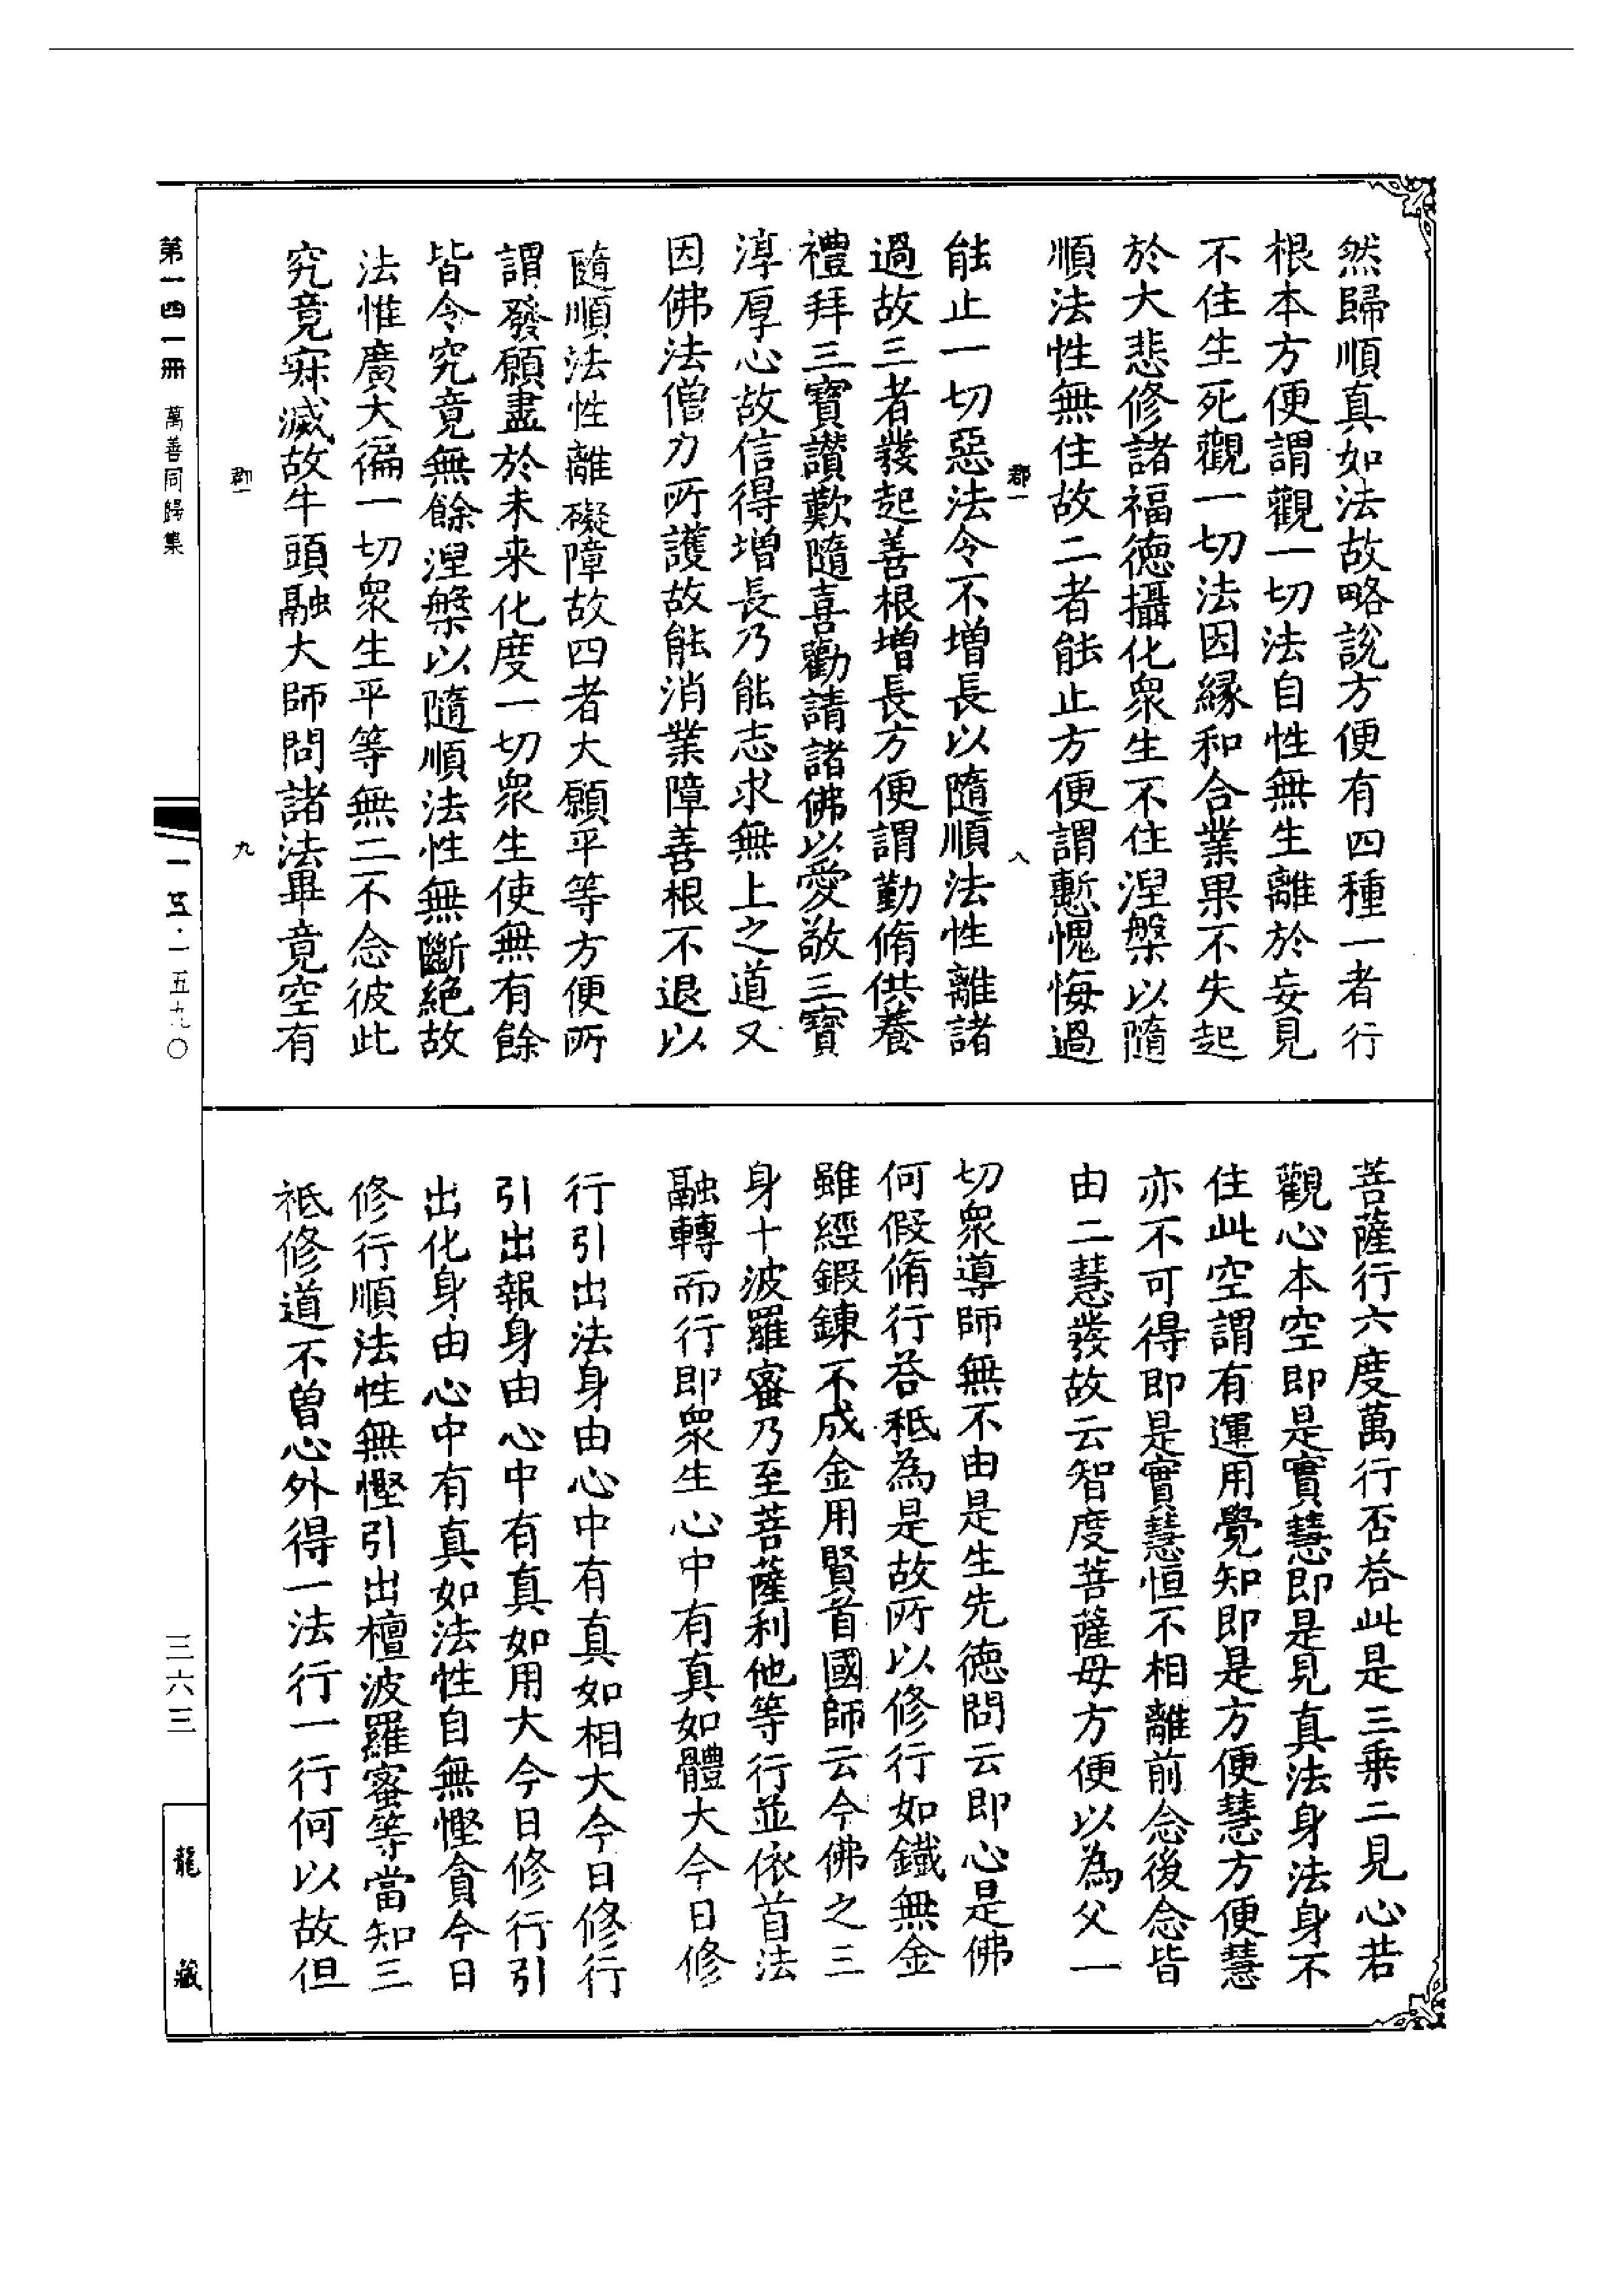 然歸順真如法故略說方便有四種一者行
根本方便謂觀一切法自性無生離於妄見
不住生死觀一切法因緣和合業果不失起
於大悲修諸福德攝化眾生不住涅槃以隨
順法性無住故二者能止方便謂慙愧悔過
郡一
八
能止一切惡法令不增長以隨順法性離諸
過故三者發起善根增長方便謂勤脩供養
禮拜三寶讚歎隨喜勸請諸佛以愛敬三寶
淳厚心故信得增長乃能志求無上之道又
因佛法僧力所護故能消業障善根不退以
隨順法性離礙障故四者大願平等方便所
謂發願盡於未来化度一切眾生使無有餘
皆令究竟無餘涅槃以隨順法性無斷絕故
法惟廣大徧一切眾生平等無二不念彼此
究竟寂滅故牛頭融大師問諸法畢竟空有
郡一
九
菩薩行六度萬行否荅此是三乗二見心若
觀心本空即是實慧即是見真法身法身不
住此空謂有運用覺知即是方便慧方便慧
亦不可得即是實慧恒不相離前念後念皆
由二慧發故云智度菩薩母方便以為父一
切眾導師無不由是生先德問云即心是佛
何假脩行荅秖為是故所以修行如鐵無金
雖經鍛鍊不成金用賢首國師云今佛之三
身十波羅蜜乃至菩薩利他等行並依首法
融轉而行即眾生心中有真如體大今日修
行引出法身由心中有真如相大今日修行
引出報身由心中有真如用大今日修行引
出化身由心中有真如法性自無慳貪今日
修行順法性無慳引出檀波羅蜜等當知三
祇修道不曾心外得一法行一行何以故但
第一四一冊 萬善同歸集
一五·一五九〇
三六三
龍藏